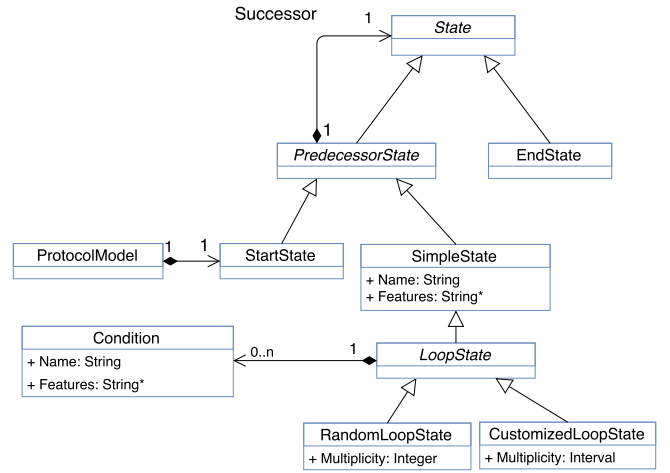 Successor
1
State
1
PredecessorState
EndState
ProtocolModel
1
1
StartState
SimpleState
+ Name: String
+ Features: String*
Condition
+ Name: String
+ Features: String*
0..n
1
LoopState
RandomLoopState
+ Multiplicity: Integer
CustomizedLoopState
+ Multiplicity: Interval